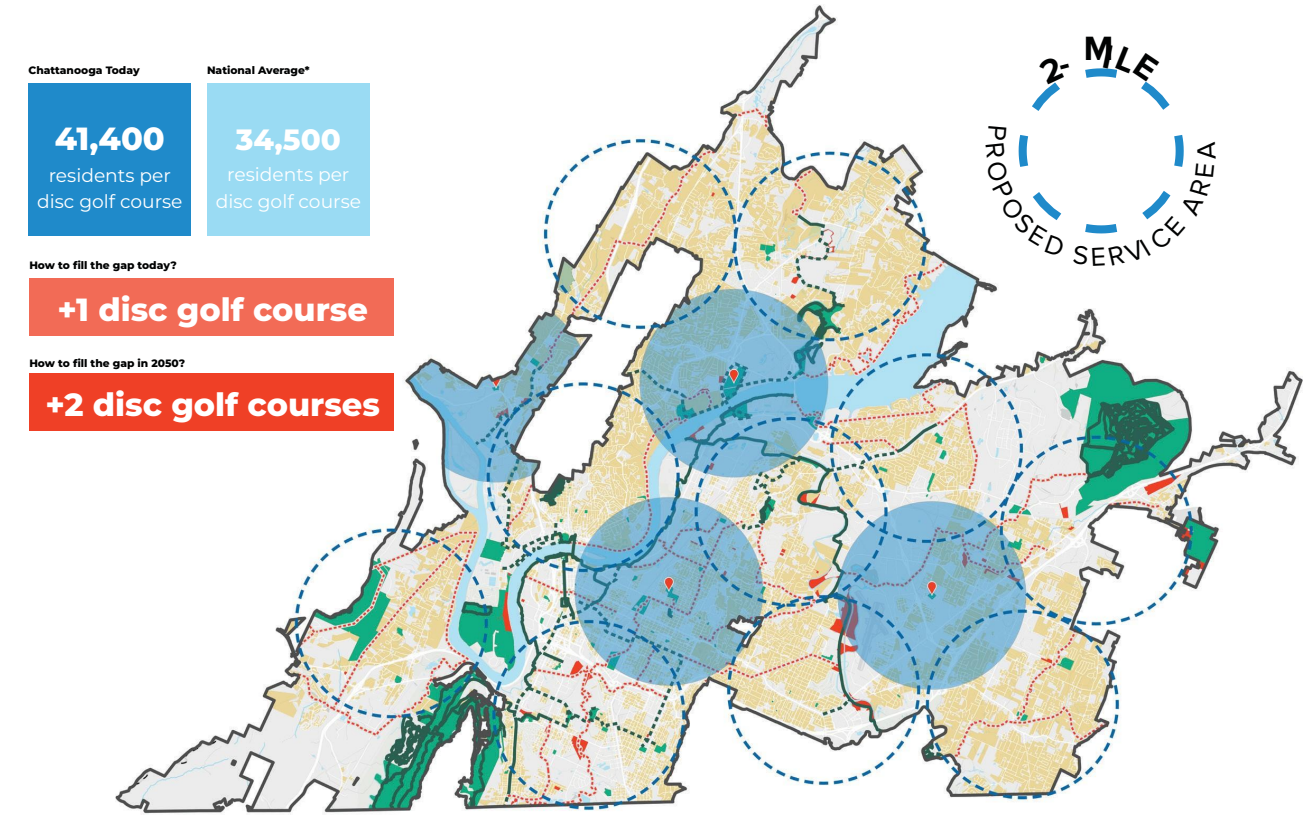 Chattanooga Today
41,400
residents per
disc golf course
National Average*
34,500
residents per
disc golf course
How to fill the gap today?
+1 disc golf course
How to fill the gap in 2050?
+2 disc golf courses
2- MILE
PROPOSED SERVICE AREA